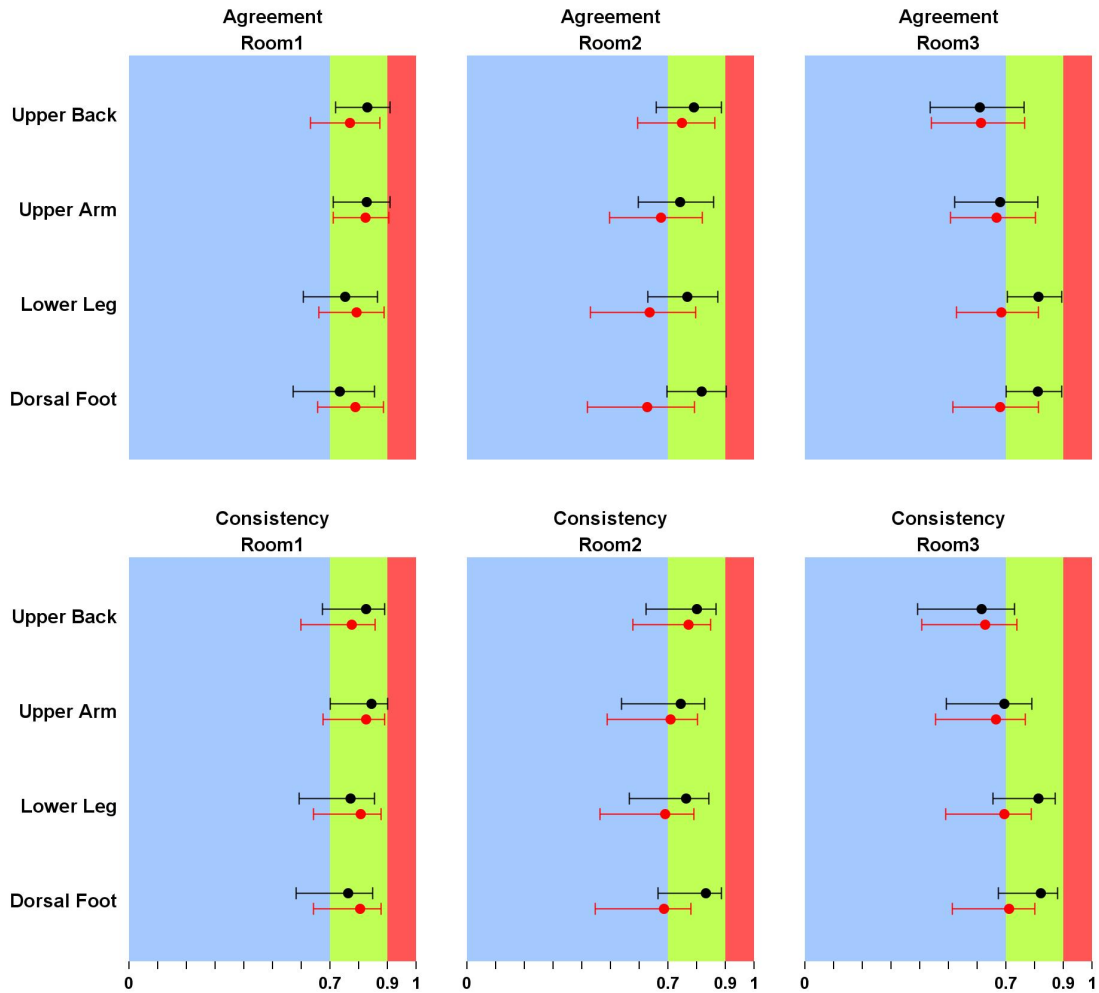 Agreement Agreement Agreement
Room1 Room2 Room3
Upper Back
Upper Arm
Lower Leg
Dorsal Foot
Consistency Consistency Consistency
Room1 Room2 Room3
Upper Back
Upper Arm
Lower Leg
Dorsal Foot
0 0.7 0.9 1 0 0.7 0.9 1 0 0.7 0.9 1